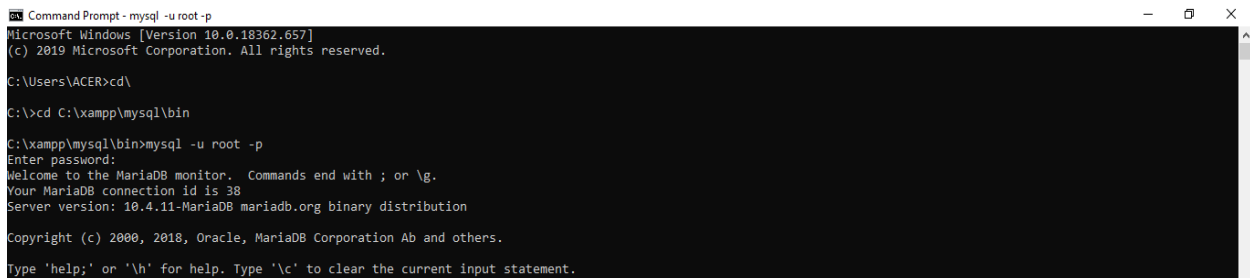 Command Prompt - mysql -u root -p
Microsoft Windows [Version 10.0.18362.657]
(c) 2019 Microsoft Corporation. All rights reserved.
C:\Users\ACER>cd\
C:\>cd C:\xampp\mysql\bin
C:\xampp\mysql\bin>mysql -u root -p
Enter password:
Welcome to the MariaDB monitor.  Commands end with ; or \g.
Your MariaDB connection id is 38
Server version: 10.4.11-MariaDB mariadb.org binary distribution
Copyright (c) 2000, 2018, Oracle, MariaDB Corporation Ab and others.
Type 'help;' or '\h' for help. Type '\c' to clear the current input statement.